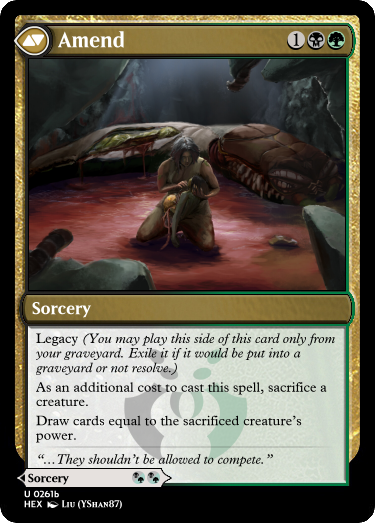 Amend 1
Sorcery
Legacy (You may play this side of this card only from
your graveyard. Exile it if it would be put into a
graveyard or not resolve.)
As an additional cost to cast this spell, sacrifice a
creature.
Draw cards equal to the sacrificed creature's
power.
“…They shouldn't be allowed to compete.”
Sorcery
U 0261b
HEX Liu (YShan87)